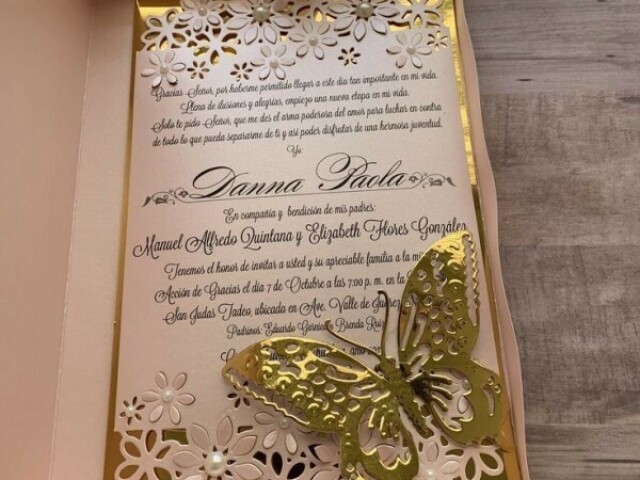 Gracias Señor, por haberme permitido llegar a este día tan importante en mi vida.
Llena de ilusiones y alegrías, empiezo una nueva etapa en mi vida.
Solo te pido Señor, que me des el arma poderosa del amor para luchar en contra
de todo lo que pueda separarme de ti y así poder disfrutar de una hermosa juventud.
Yo:
Danna Paola
En compañía y bendición de mis padres:
Manuel Alfredo Quintana y Elizabeth Flores González
Tenemos el honor de invitar a usted y su apreciable familia a la
Acción de Gracias el día 7 de Octubre a las 7:00 p. m. en la
San Judas Tadeo, ubicada en Ave. Valle de
Padrinos: Eduardo Garnica Brenda